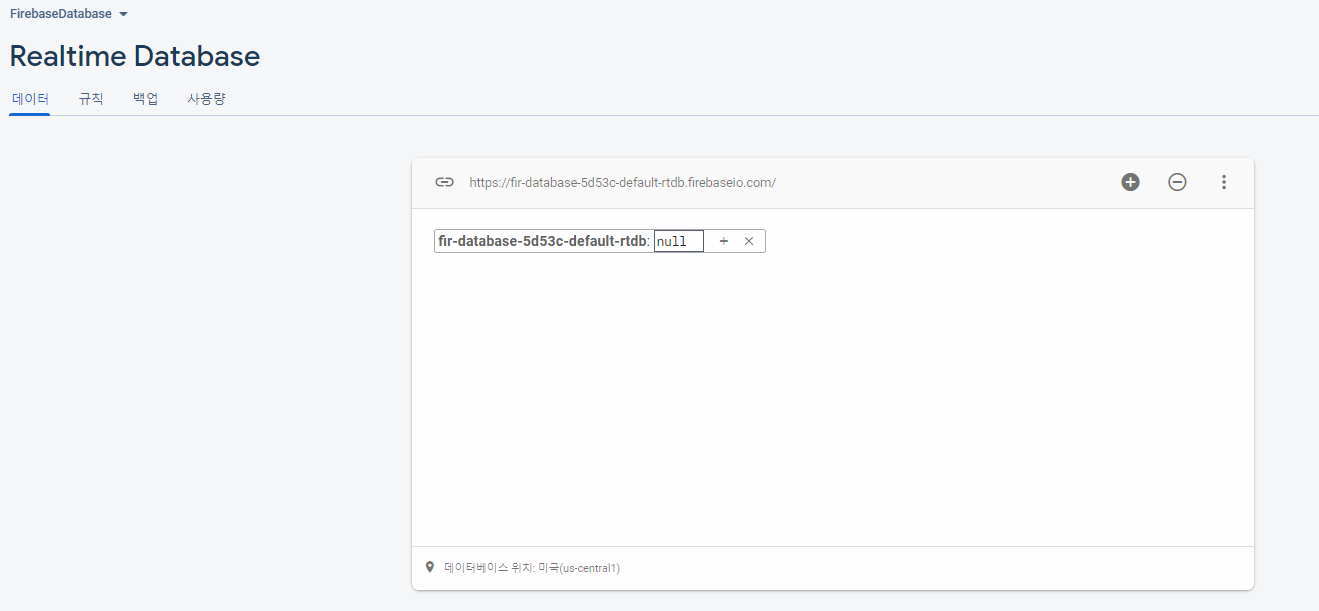 FirebaseDatabase
Realtime Database
데이터 규칙 백업 사용량
https://fir-database-5d53c-default-rtdb.firebaseio.com/
fir-database-5d53c-default-rtdb: null + ×
데이터베이스 위치: 미국(us-central1)